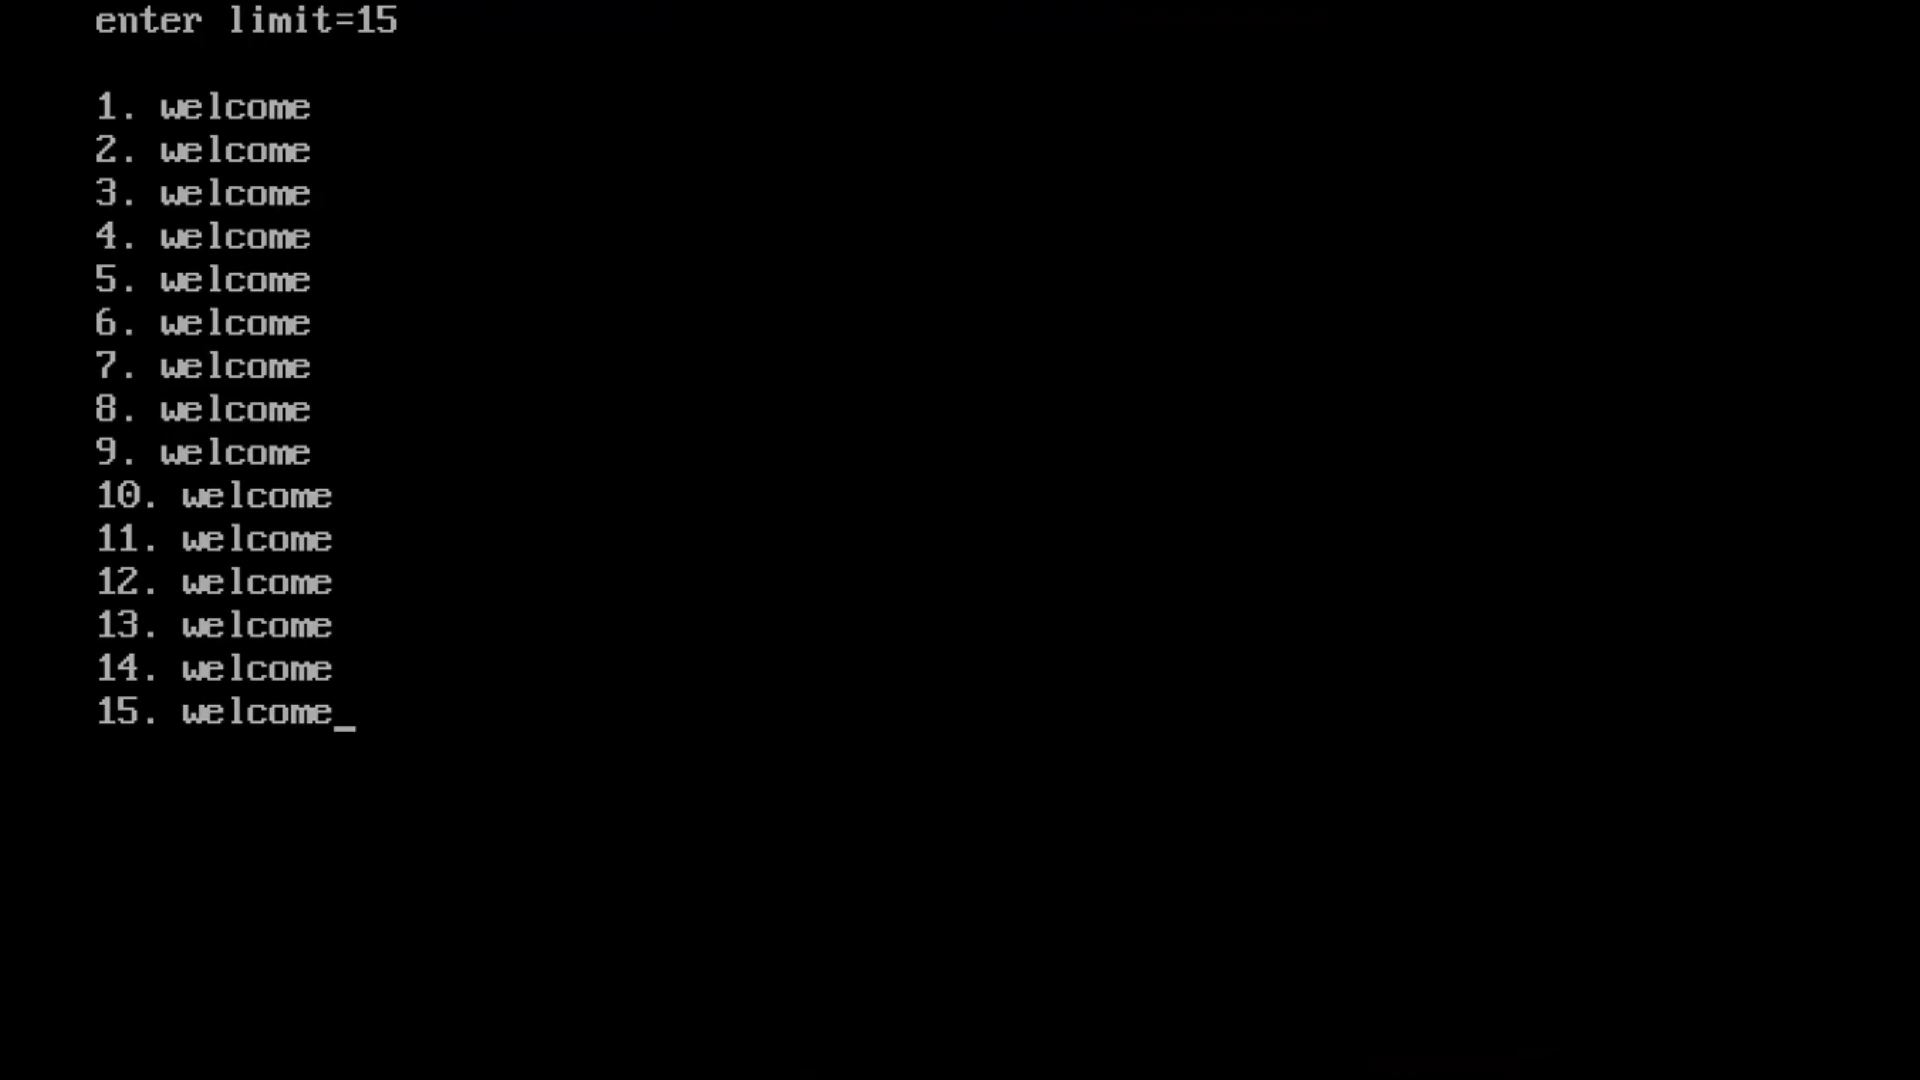 enter limit=15
1. welcome
2. welcome
3. welcome
4. welcome
5. welcome
6. welcome
7. welcome
8. welcome
9. welcome
10. welcome
11. welcome
12. welcome
13. welcome
14. welcome
15. welcome_